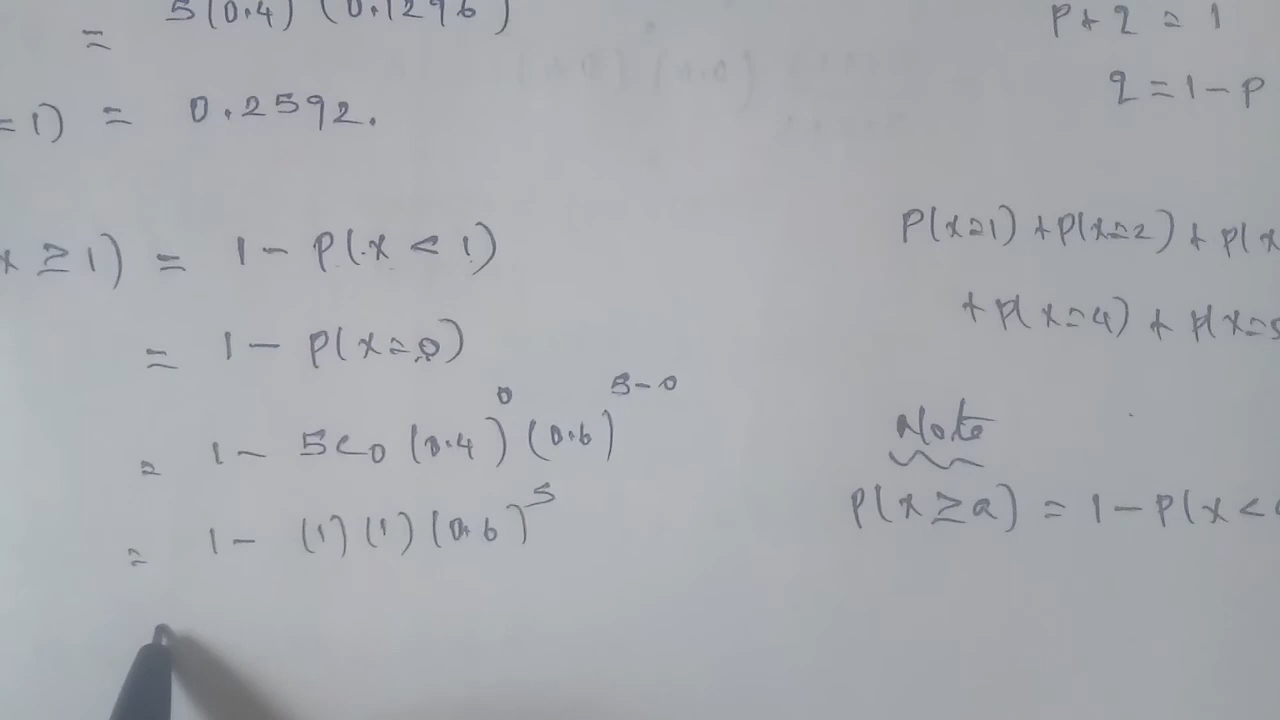 = 5(0.4) (0.1296)
=1) = 0.2592.
x ≥ 1) = 1 - P(x < 1)
= 1 - P(x=0)
= 1 - 5C0 (0.4)^0 (0.6)^5-0
= 1 - (1)(1)(0.6)^5
P + q = 1
q = 1 - P
P(x=1) + P(x=2) + P(x
+ P(x=4) + P(x=5
Note
P(x ≥ a) = 1 - P(x <